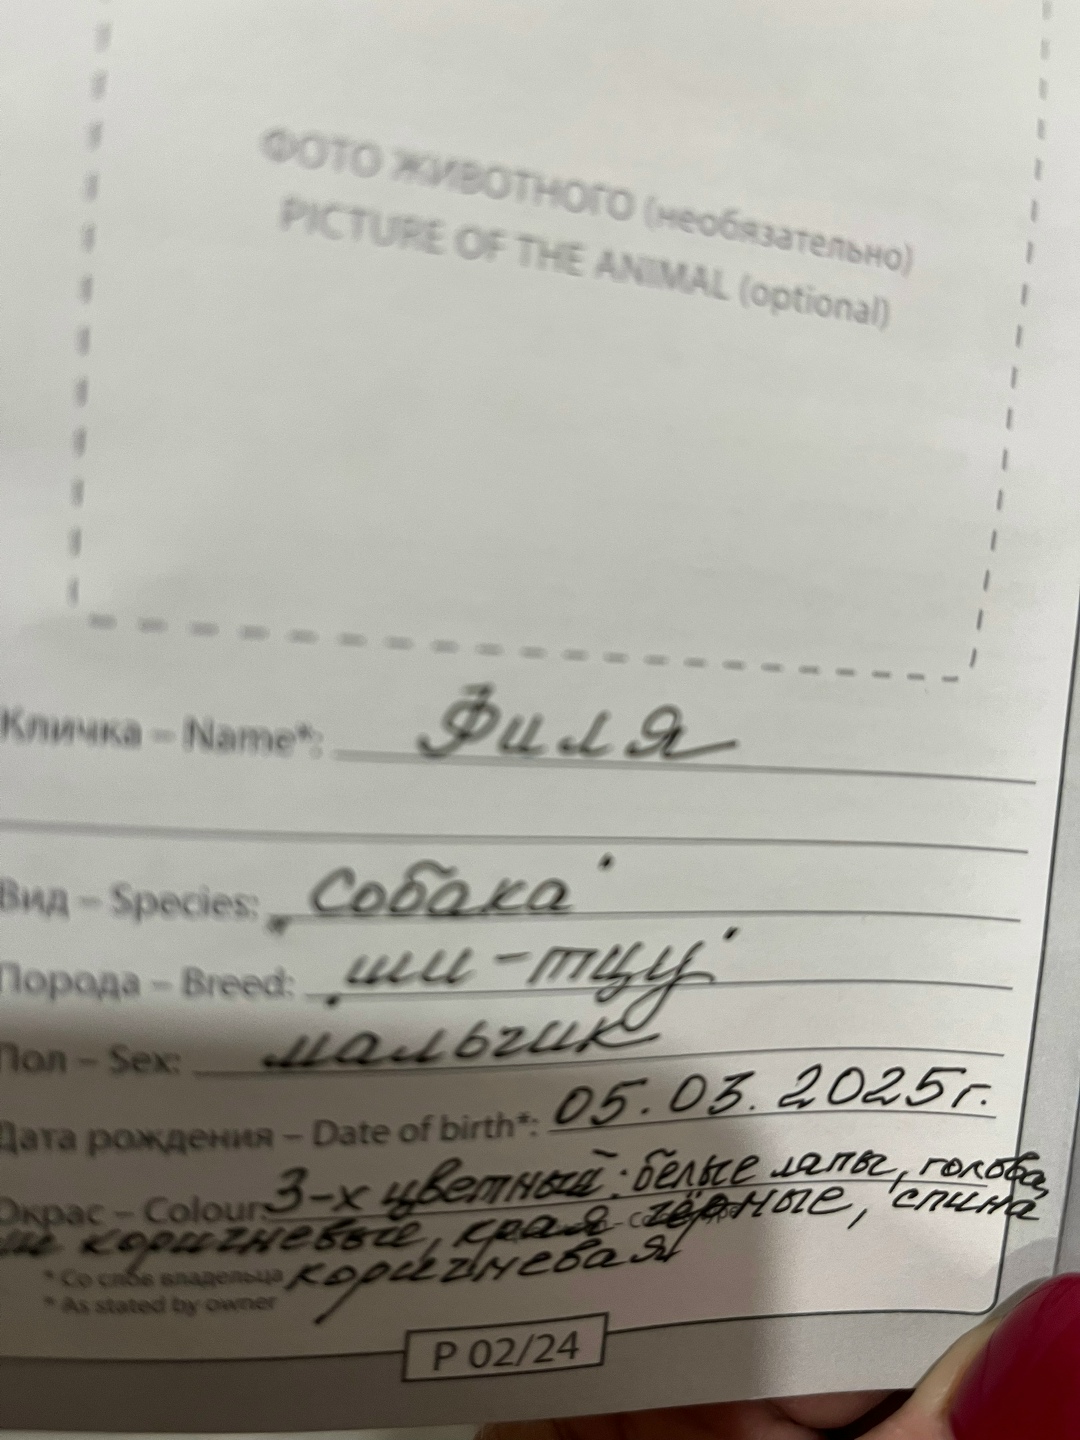 ФОТО ЖИВОТНОГО (необязательно)
PICTURE OF THE ANIMAL (optional)
Кличка – Name*: Филя
Вид – Species: „Собака"
Порода – Breed: „ши-тцу"
Пол – Sex: мальчик
Дата рождения – Date of birth*: 05.03.2025г.
Окрас – Colour: 3-х цветный: белые лапы, голова,
коричневые, края чёрные, спина
* Со слов владельца коричневая
* As stated by owner
P 02/24